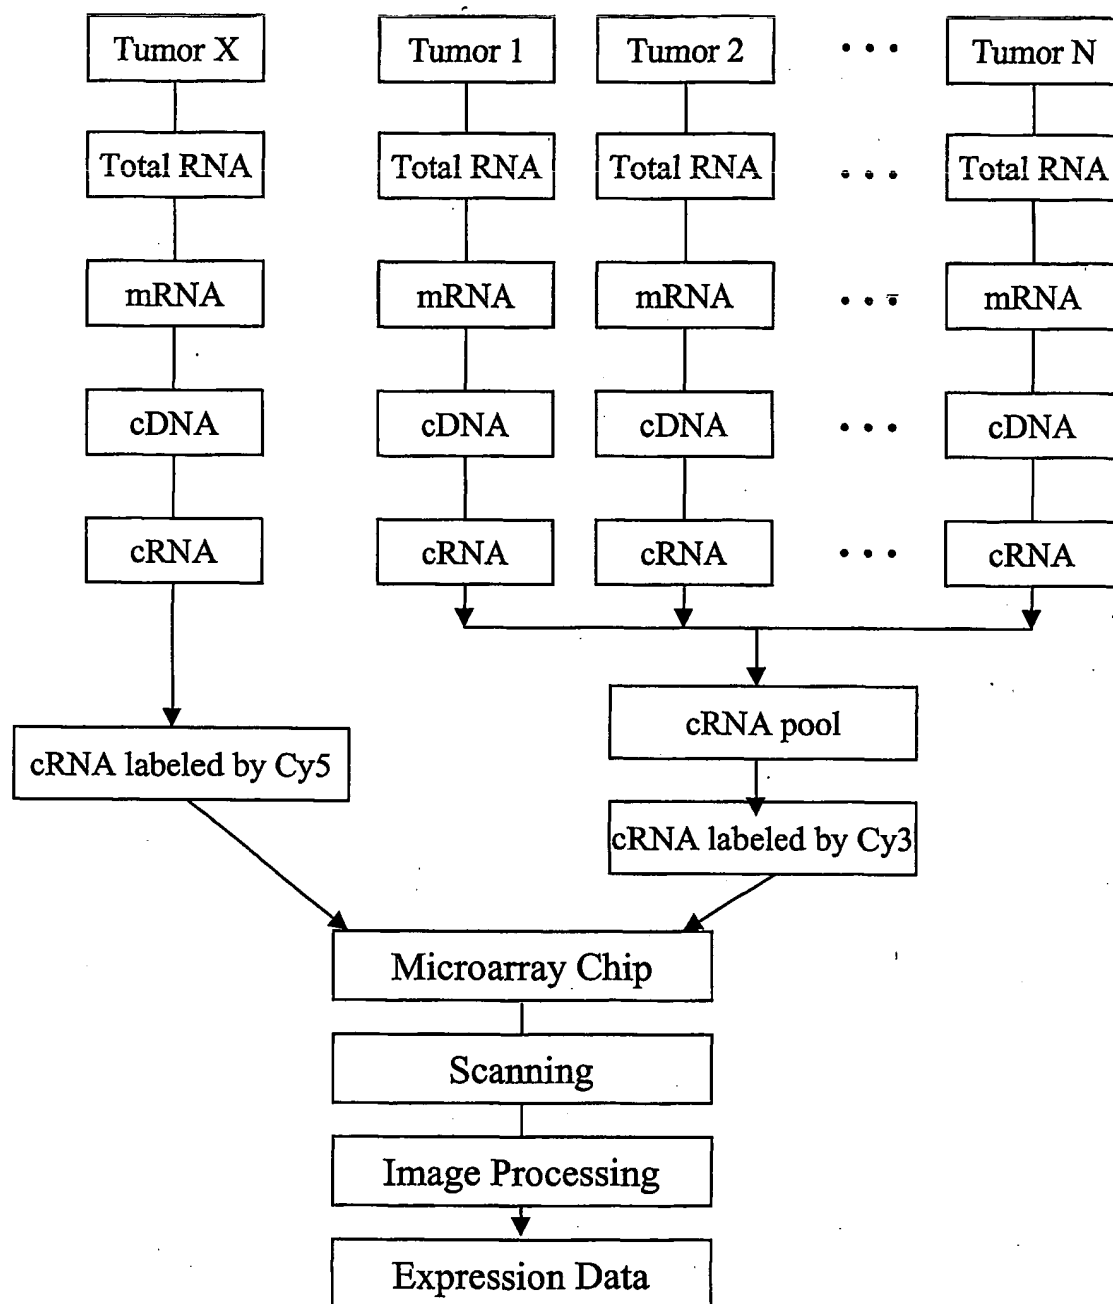 Tumor X Tumor 1 Tumor 2 • • • Tumor N
Total RNA Total RNA Total RNA • • • Total RNA
mRNA mRNA mRNA • • • mRNA
cDNA cDNA cDNA • • • cDNA
cRNA cRNA cRNA • • • cRNA
cRNA pool
cRNA labeled by Cy5
cRNA labeled by Cy3
Microarray Chip
Scanning
Image Processing
Expression Data